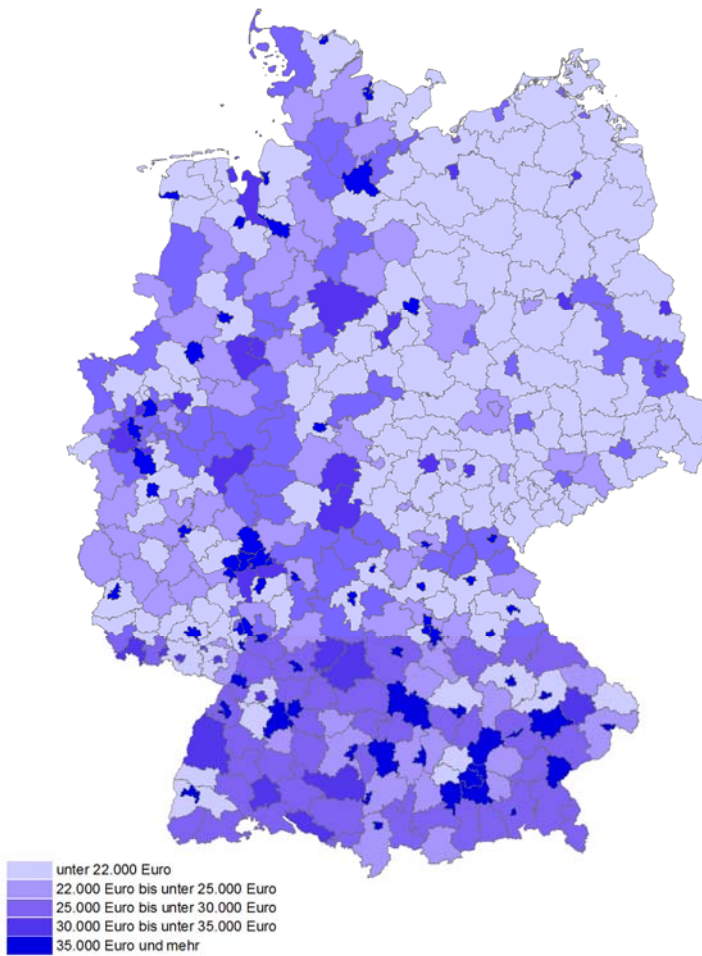 unter 22.000 Euro
22.000 Euro bis unter 25.000 Euro
25.000 Euro bis unter 30.000 Euro
30.000 Euro bis unter 35.000 Euro
35.000 Euro und mehr